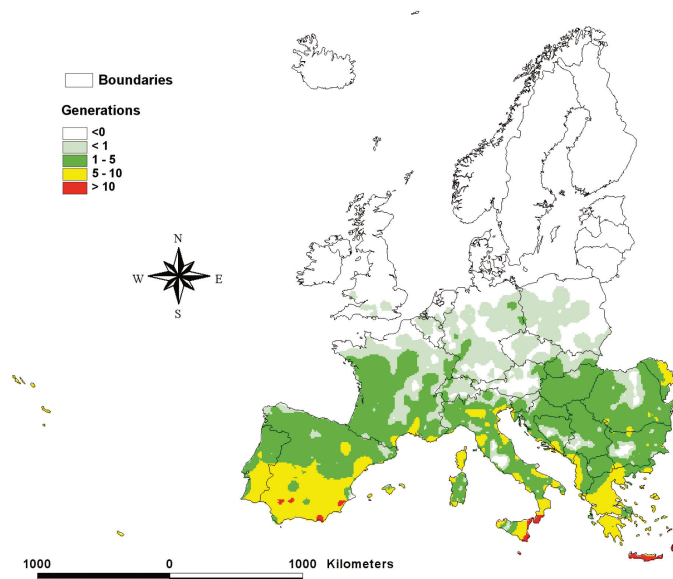 Boundaries
Generations
<0
< 1
1 - 5
5 - 10
> 10
N
W E
S
1000 0 1000 Kilometers